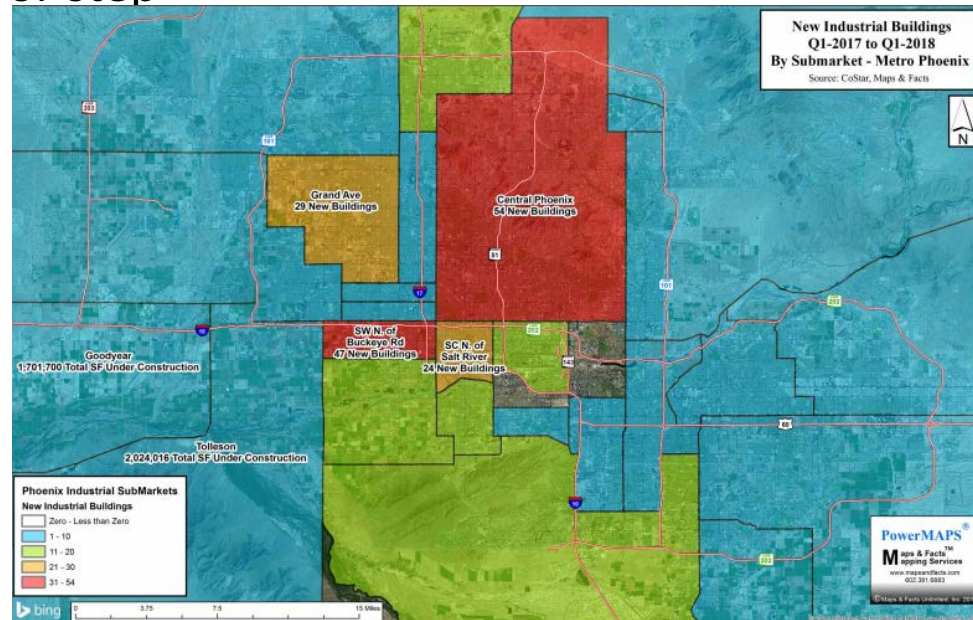 New Industrial Buildings
Q1-2017 to Q1-2018
By Submarket - Metro Phoenix
Source: CoStar, Maps & Facts
N
303
101
Grand Ave
29 New Buildings
Central Phoenix
54 New Buildings
51
17
101
202
10
SW N. of
Buckeye Rd
47 New Buildings
SC N. of
Salt River
24 New Buildings
202
143
Goodyear
1,701,700 Total SF Under Construction
60
Tolleson
2,024,016 Total SF Under Construction
10
202
Phoenix Industrial SubMarkets
New Industrial Buildings
Zero - Less than Zero
1 - 10
11 - 20
21 - 30
31 - 54
PowerMAPS®
Maps & Facts™
Mapping Services
www.mapsandfacts.com
602.381.6883
bing
0 3.75 7.5 15 Miles